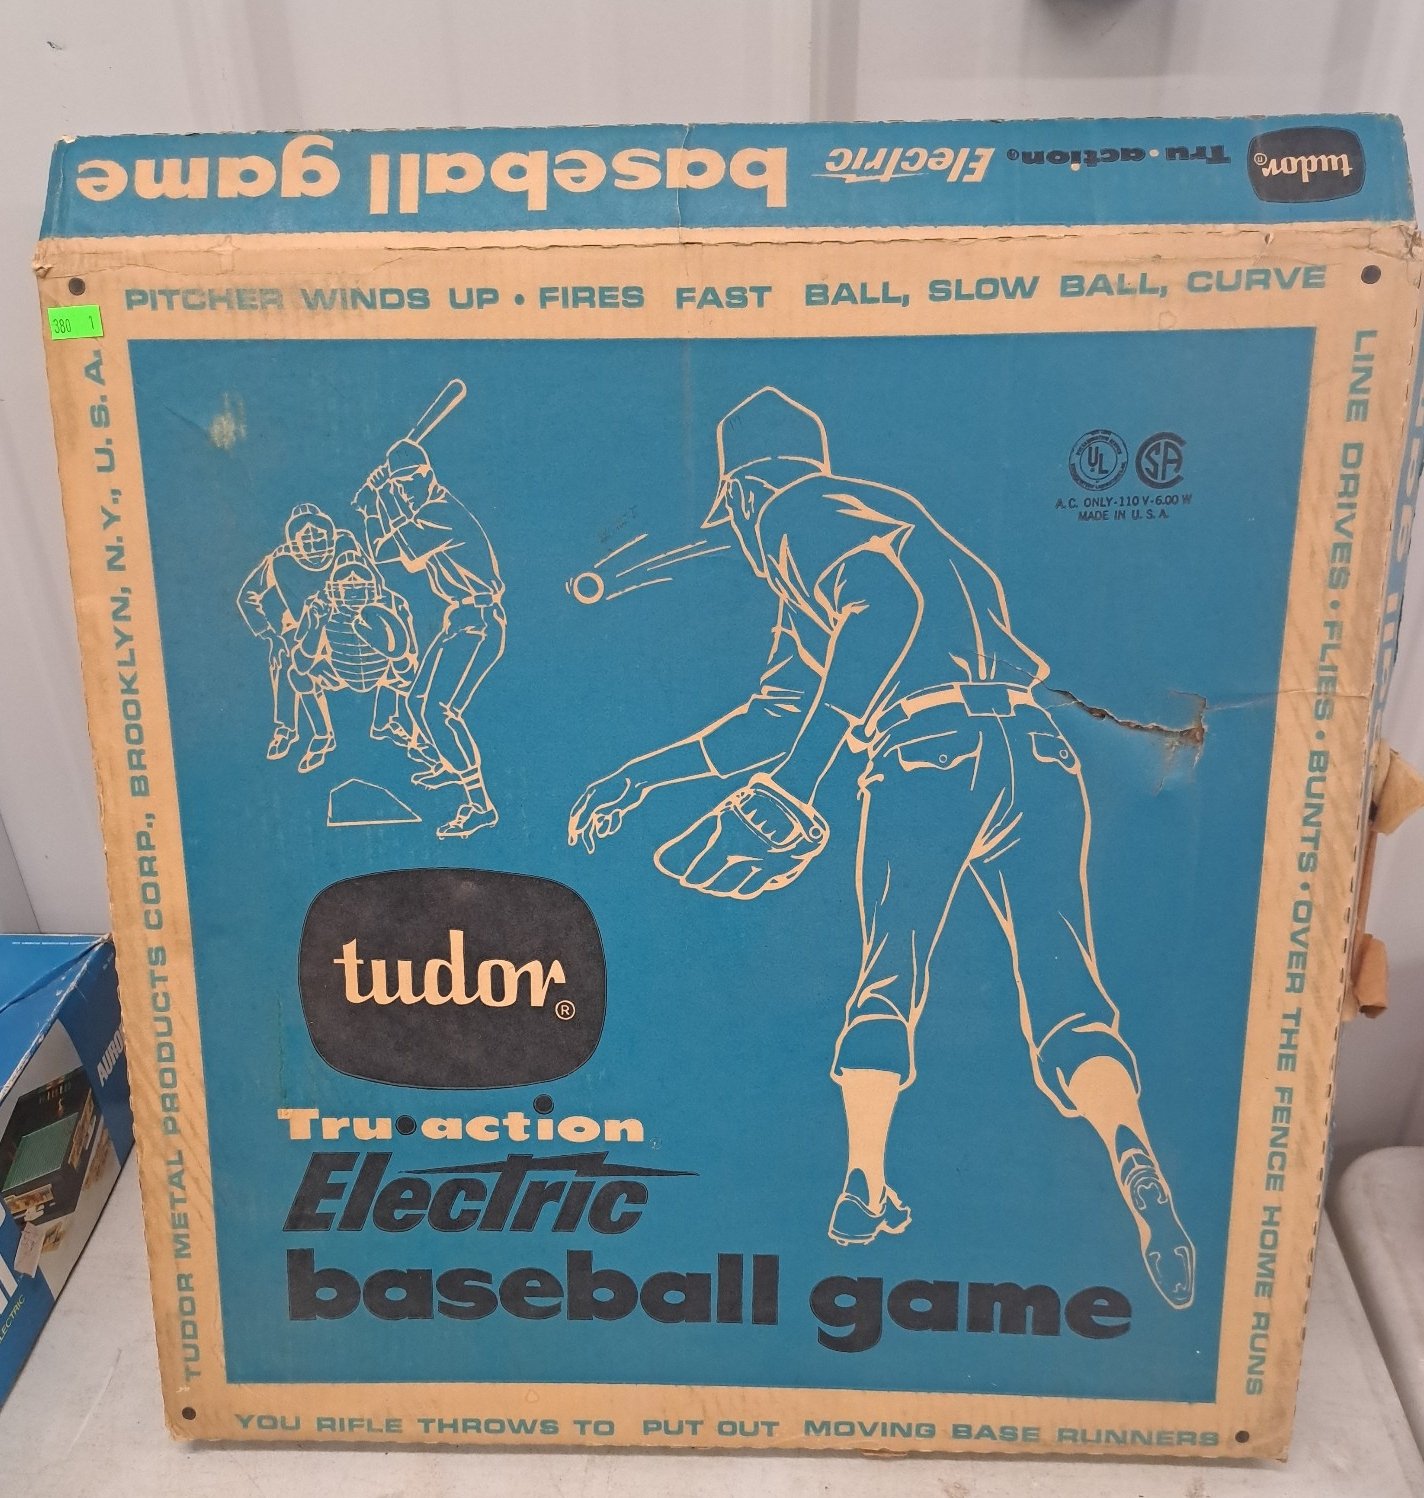 tudor ® Tru·action® Electric baseball game
PITCHER WINDS UP • FIRES FAST BALL, SLOW BALL, CURVE
380 1
LINE DRIVES • FLIES • BUNTS • OVER THE FENCE HOME RUNS
TUDOR METAL PRODUCTS CORP., BROOKLYN, N. Y., U. S. A.
UL
SA
A.C. ONLY-110 V-6.00 W
MADE IN U. S. A.
tudor ®
Tru·action
Electric
baseball game
YOU RIFLE THROWS TO PUT OUT MOVING BASE RUNNERS